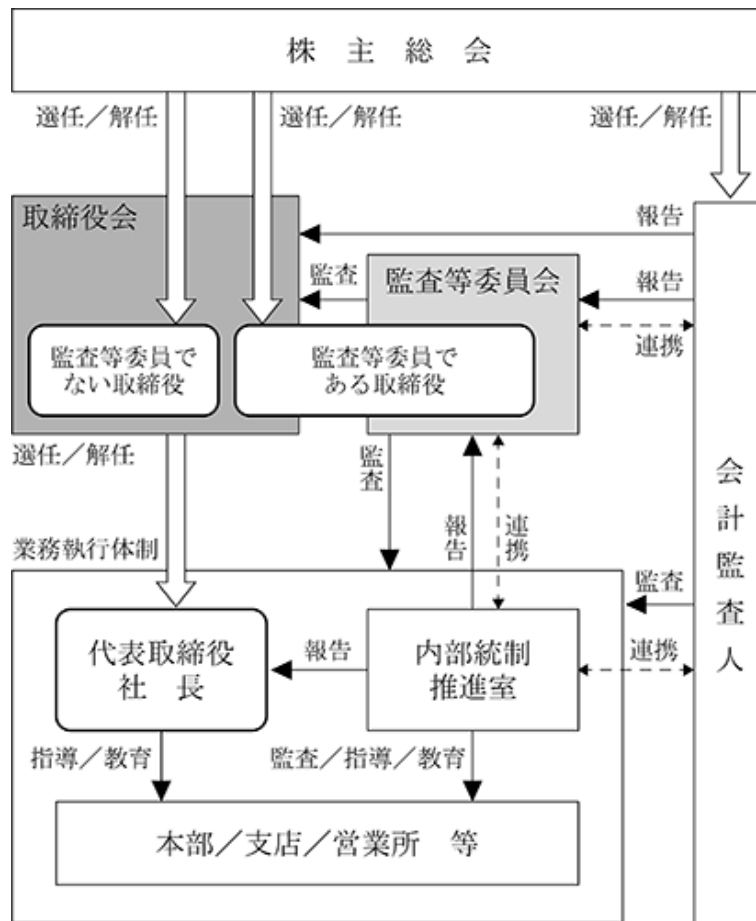 株主総会
選任／解任
選任／解任
選任／解任
取締役会
報告
監査
監査等委員会
報告
連携
監査等委員で
ない取締役
監査等委員で
ある取締役
選任／解任
監査
報告
連携
会計監査人
業務執行体制
監査
代表取締役
社　長
報告
内部統制
推進室
連携
指導／教育
監査／指導／教育
本部／支店／営業所　等